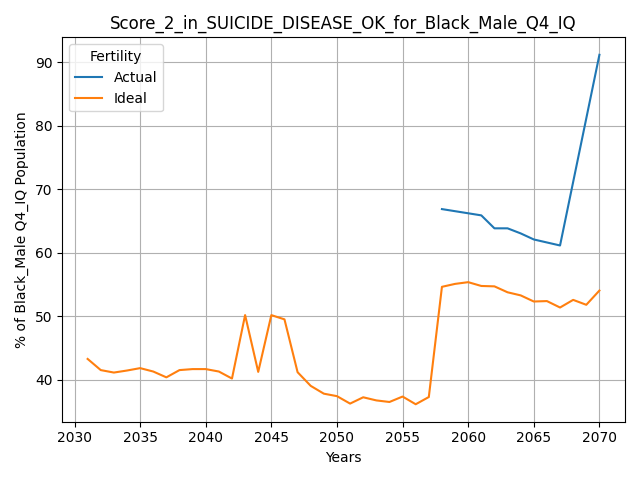 Score_2_in_SUICIDE_DISEASE_OK_for_Black_Male_Q4_IQ
Fertility
Actual
Ideal
% of Black_Male Q4_IQ Population
90
80
70
60
50
40
2030 2035 2040 2045 2050 2055 2060 2065 2070
Years